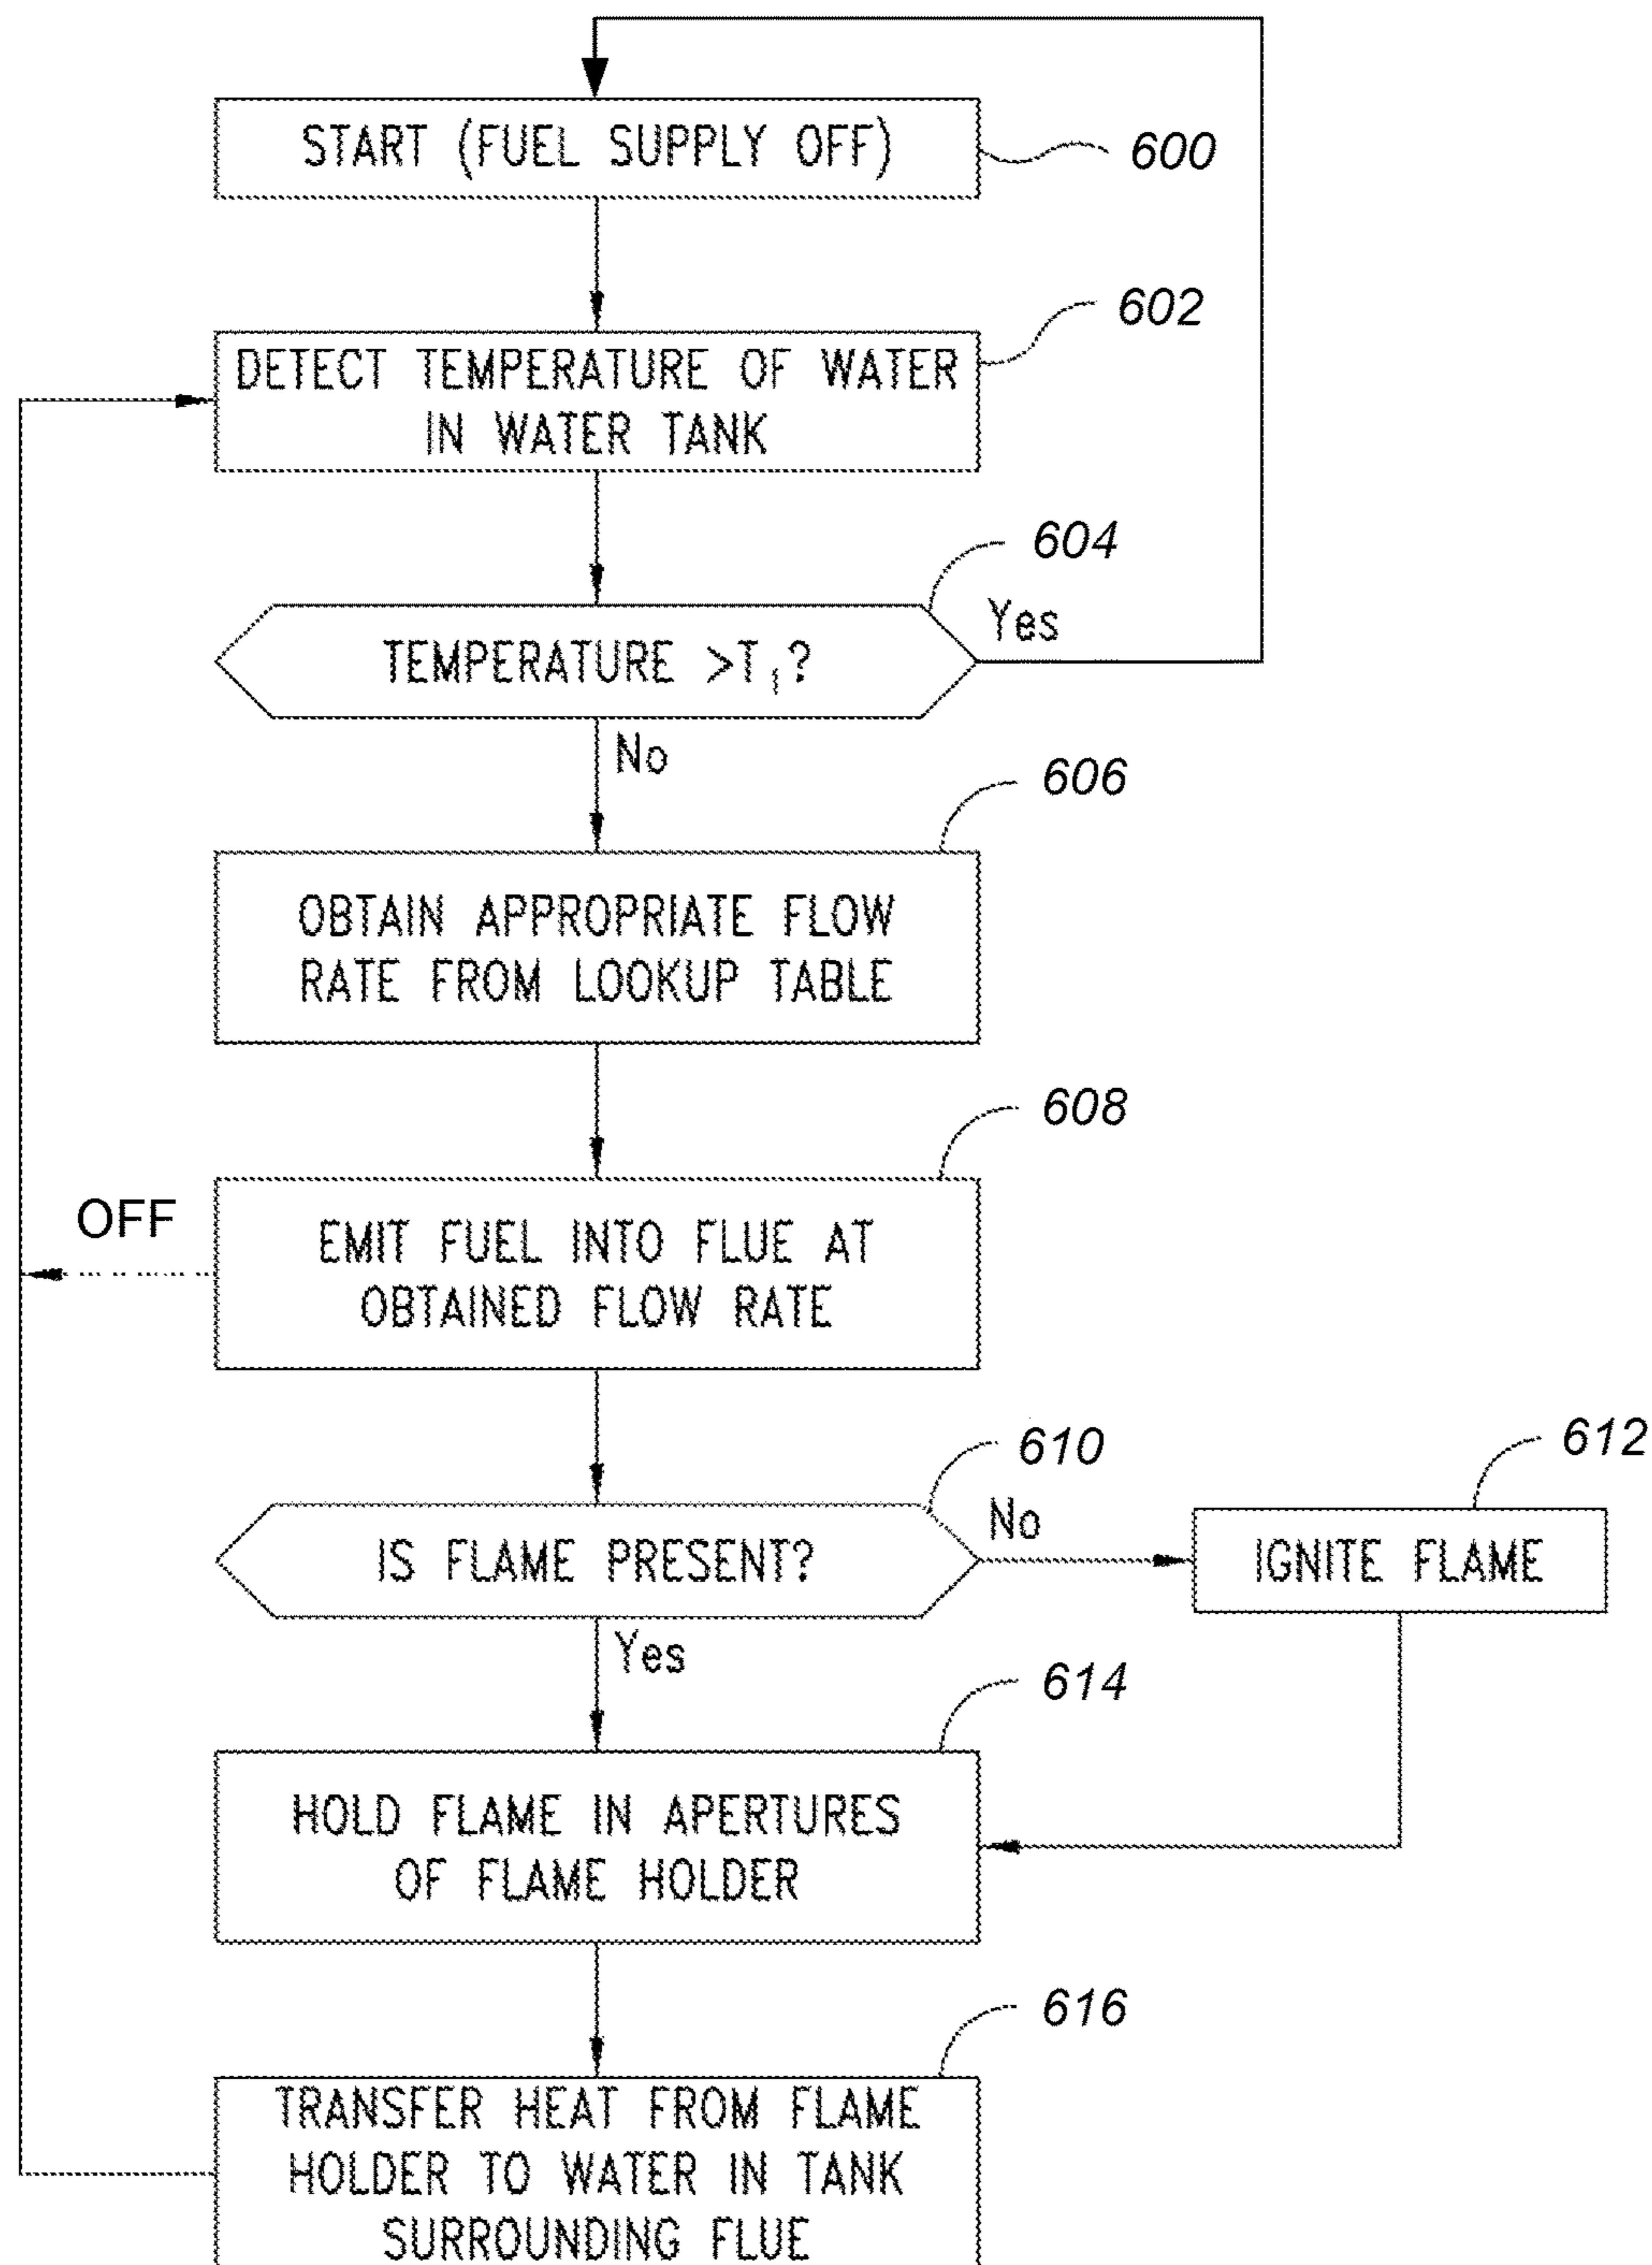 START (FUEL SUPPLY OFF)
600
602
DETECT TEMPERATURE OF WATER
IN WATER TANK
604
Yes
TEMPERATURE >T₁?
No
606
OBTAIN APPROPRIATE FLOW
RATE FROM LOOKUP TABLE
608
OFF
EMIT FUEL INTO FLUE AT
OBTAINED FLOW RATE
610
612
No
IS FLAME PRESENT?
IGNITE FLAME
Yes
614
HOLD FLAME IN APERTURES
OF FLAME HOLDER
616
TRANSFER HEAT FROM FLAME
HOLDER TO WATER IN TANK
SURROUNDING FLUE